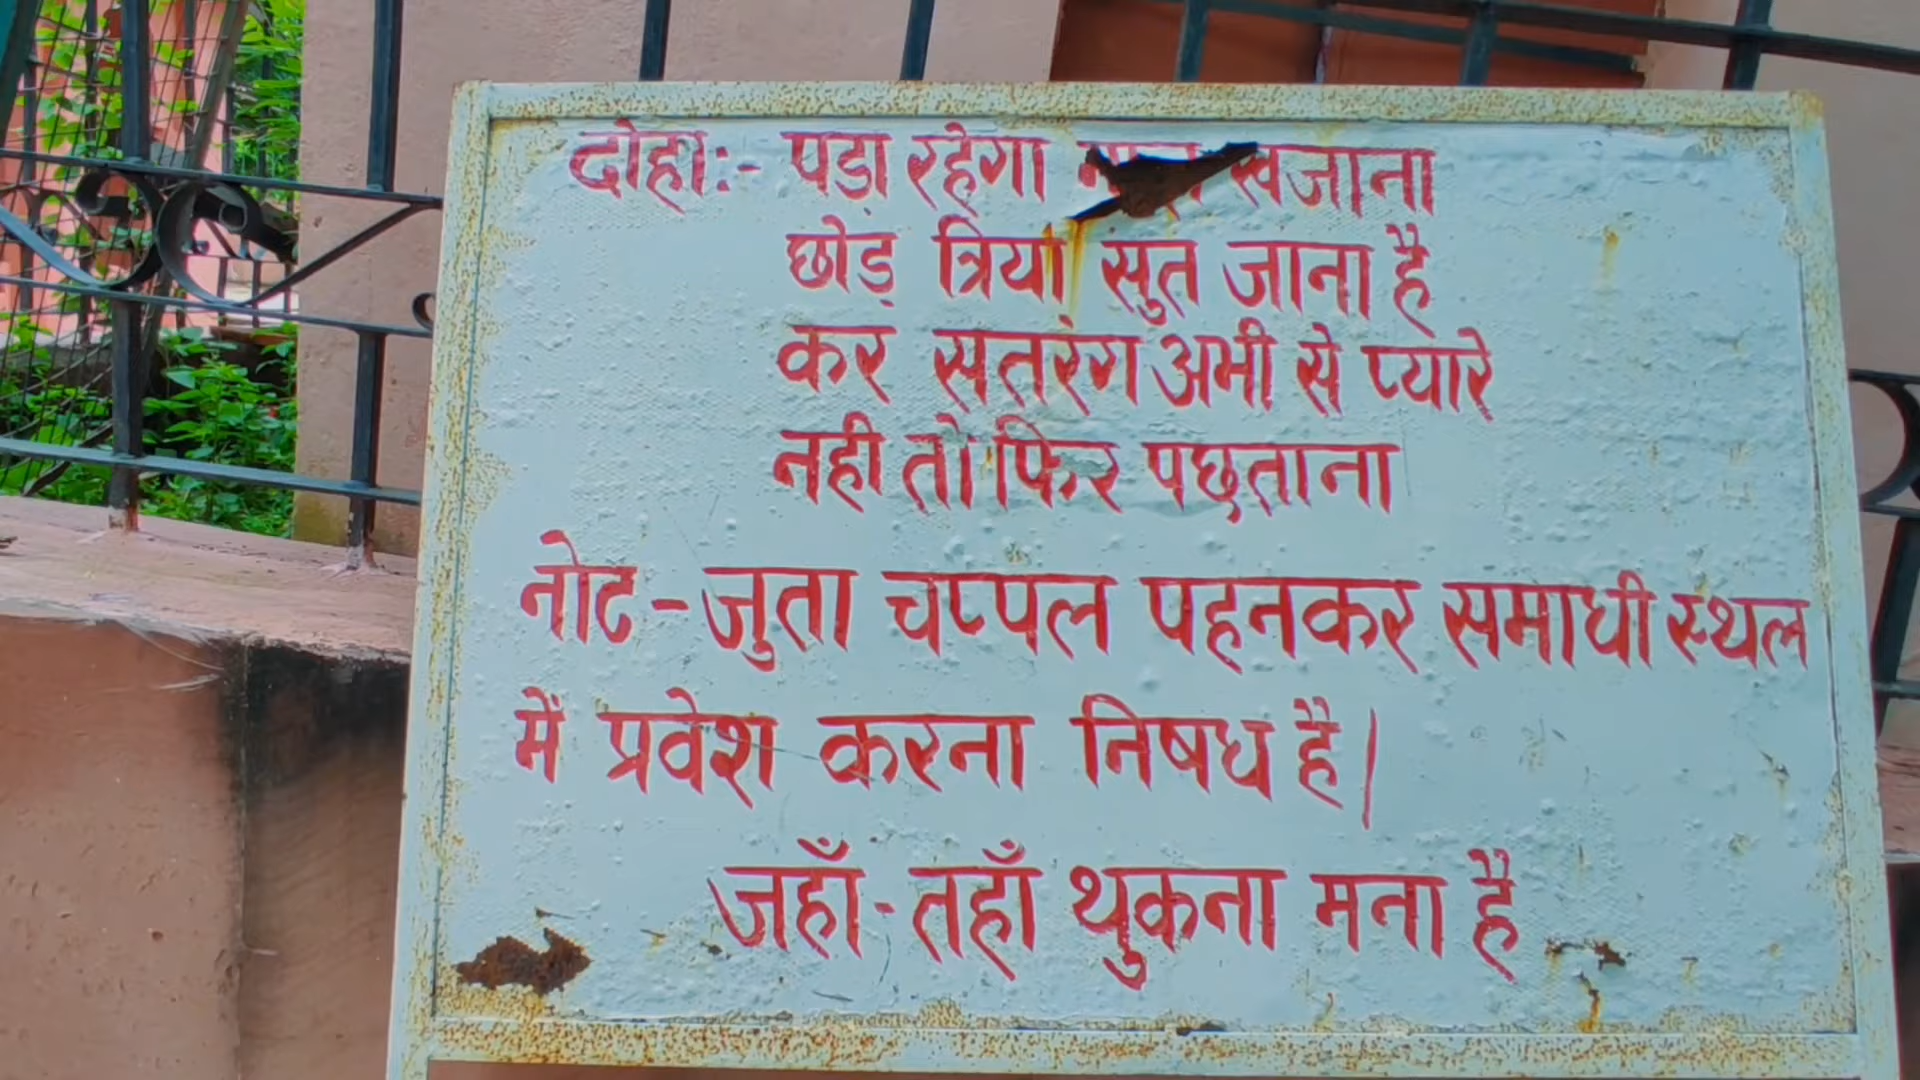 दोहा:- पड़ा रहेगा खजाना
छोड़ त्रिया सुत जाना है
कर सतरंग अभी से प्यारे
नही तो फिर पछताना
नोट - जुता चप्पल पहनकर समाधी स्थल
में प्रवेश करना निषध है।
जहाँ - तहाँ थुकना मना है